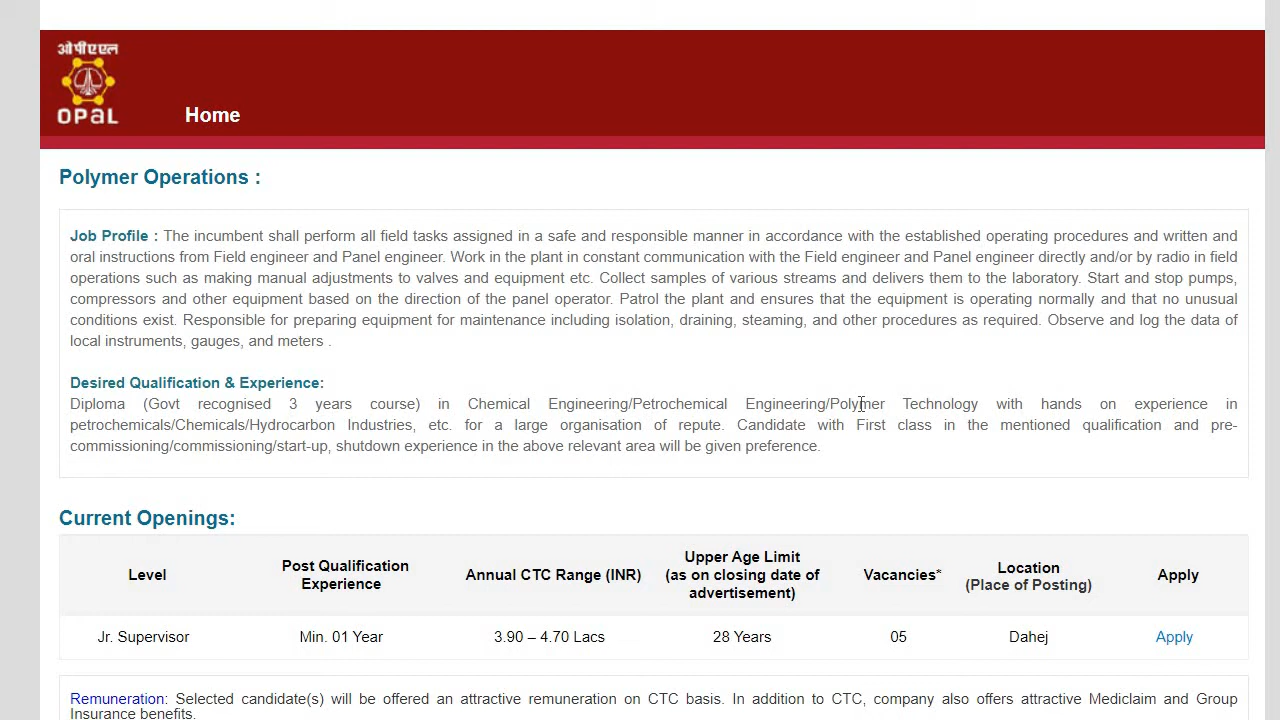 ओपीएएल
OPaL
Home
Polymer Operations :
Job Profile : The incumbent shall perform all field tasks assigned in a safe and responsible manner in accordance with the established operating procedures and written and
oral instructions from Field engineer and Panel engineer. Work in the plant in constant communication with the Field engineer and Panel engineer directly and/or by radio in field
operations such as making manual adjustments to valves and equipment etc. Collect samples of various streams and delivers them to the laboratory. Start and stop pumps,
compressors and other equipment based on the direction of the panel operator. Patrol the plant and ensures that the equipment is operating normally and that no unusual
conditions exist. Responsible for preparing equipment for maintenance including isolation, draining, steaming, and other procedures as required. Observe and log the data of
local instruments, gauges, and meters .
Desired Qualification & Experience:
Diploma (Govt recognised 3 years course) in Chemical Engineering/Petrochemical Engineering/Polymer Technology with hands on experience in
petrochemicals/Chemicals/Hydrocarbon Industries, etc. for a large organisation of repute. Candidate with First class in the mentioned qualification and pre-
commissioning/commissioning/start-up, shutdown experience in the above relevant area will be given preference.
Current Openings:
Level Post Qualification Experience Annual CTC Range (INR) Upper Age Limit (as on closing date of advertisement) Vacancies* Location (Place of Posting) Apply
Jr. Supervisor Min. 01 Year 3.90 – 4.70 Lacs 28 Years 05 Dahej Apply
Remuneration: Selected candidate(s) will be offered an attractive remuneration on CTC basis. In addition to CTC, company also offers attractive Mediclaim and Group
Insurance benefits.